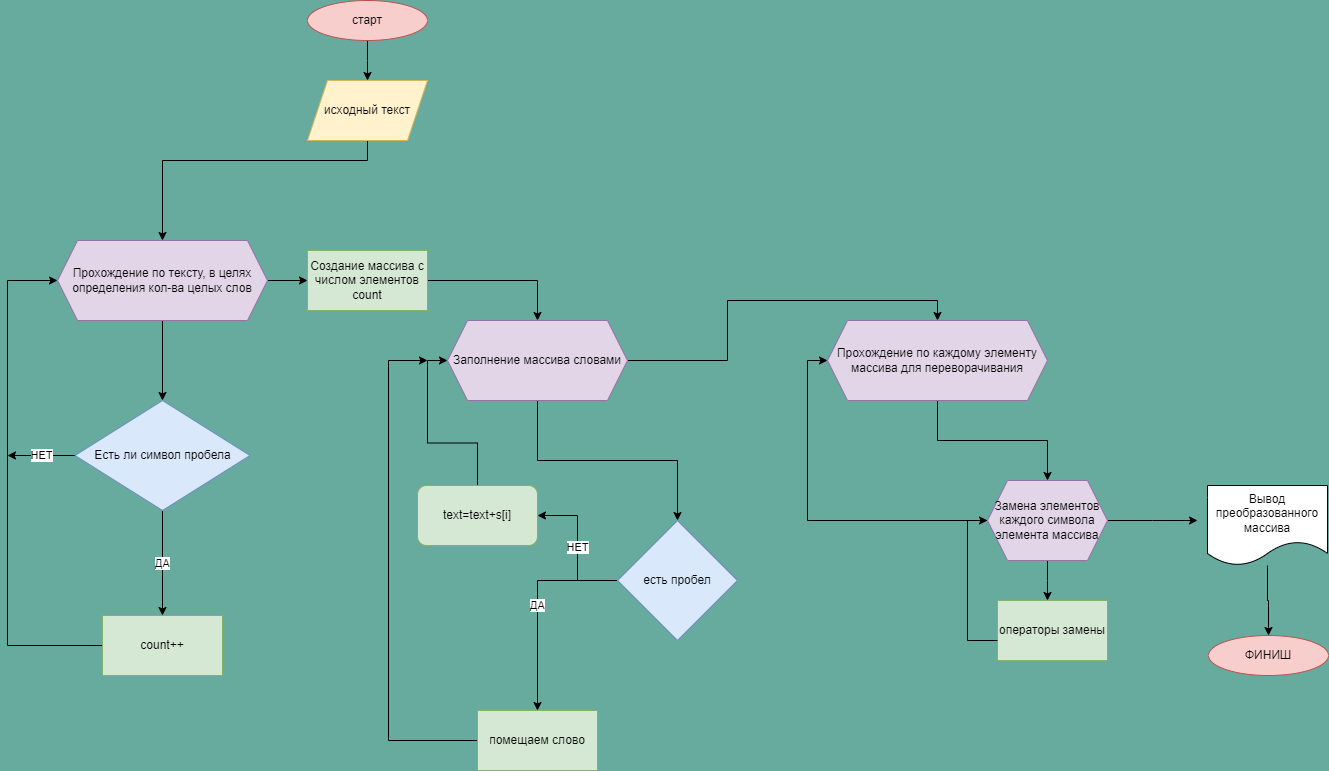 старт
исходный текст
Прохождение по тексту, в целях
определения кол-ва целых слов
Создание массива с
числом элементов
count
Заполнение массива словами
Прохождение по каждому элементу
массива для переворачивания
Есть ли символ пробела
НЕТ
ДА
count++
text=text+s[i]
НЕТ
есть пробел
ДА
помещаем слово
Замена элементов
каждого символа
элемента массива
операторы замены
Вывод
преобразованного
массива
ФИНИШ